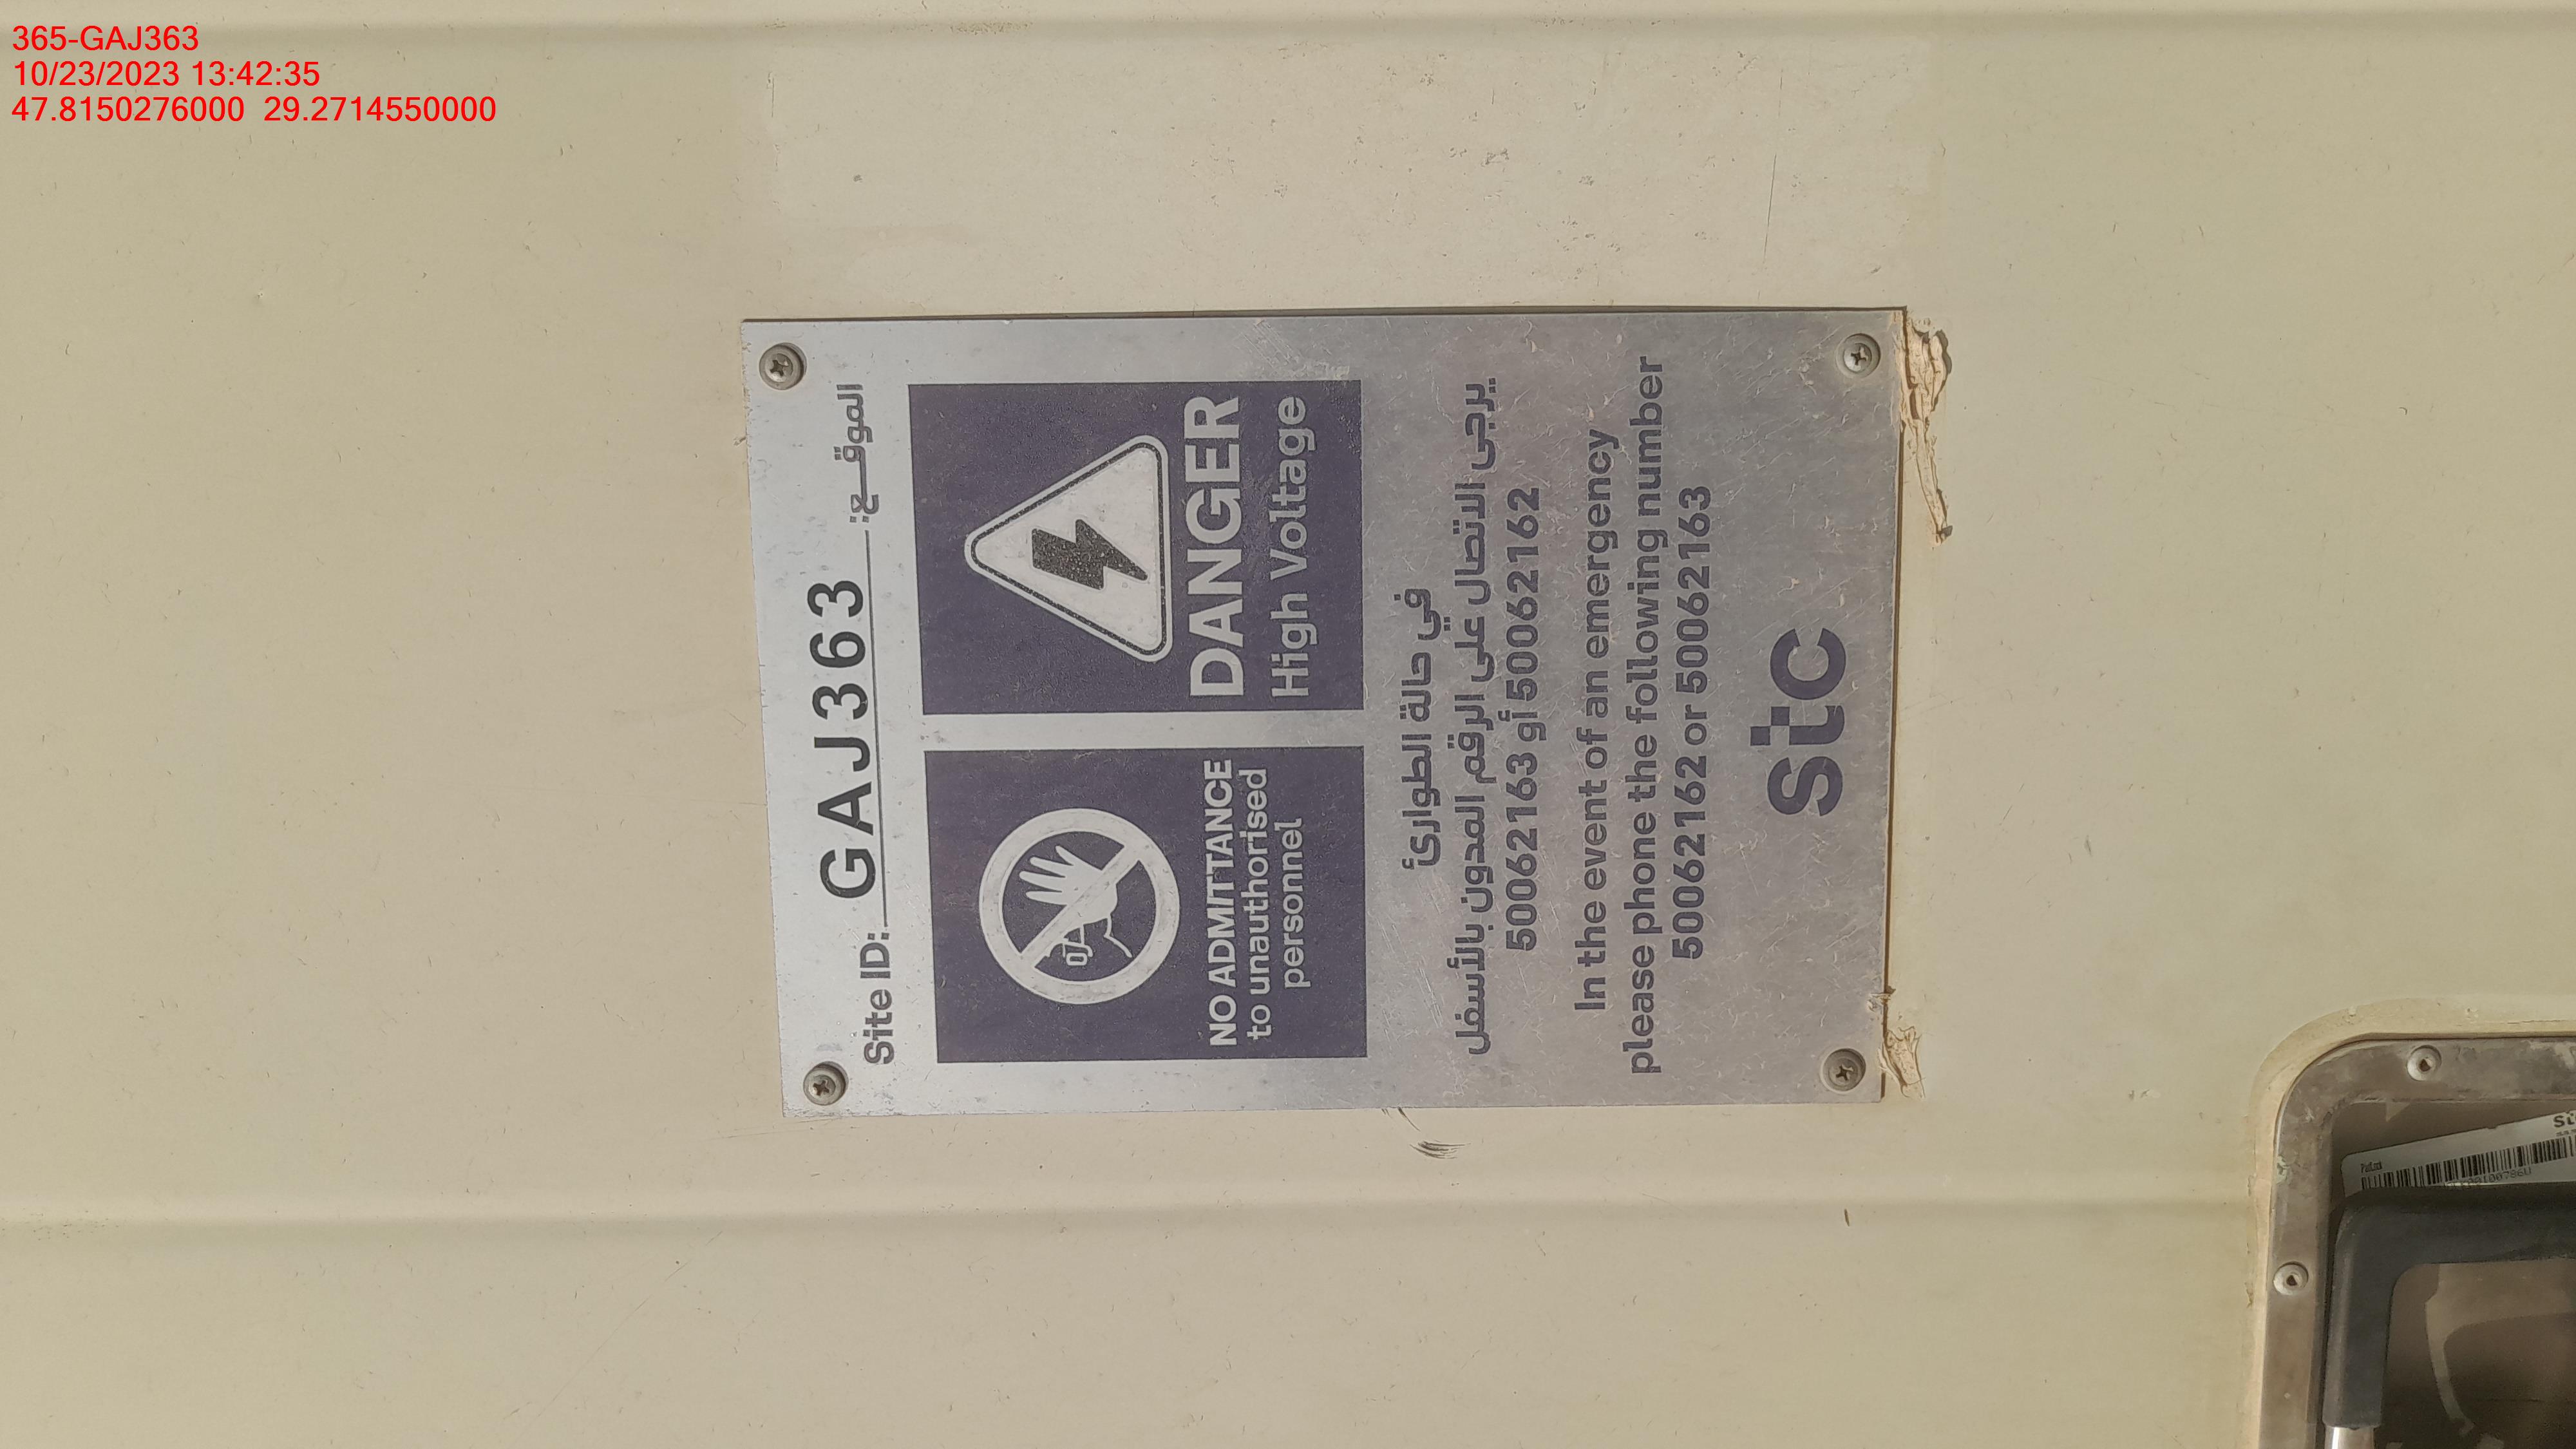 365-GAJ363
10/23/2023 13:42:35
47.8150276000 29.2714550000
Site ID: GAJ363 الموقــع:
NO ADMITTANCE
to unauthorised
personnel
DANGER
High Voltage
في حالة الطوارئ
يرجى الاتصال على الرقم المدون بالأسفل
50062162 أو 50062163
In the event of an emergency
please phone the following number
50062162 or 50062163
stc